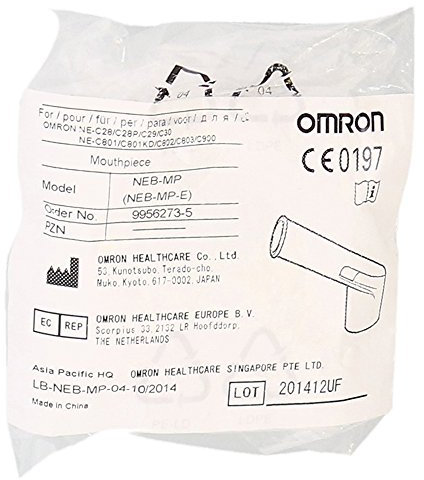 For / pour / für / per / para / voor / для /
OMRON NE-C28/C28P/C29/C30
NE-C801/C801KD/C802/C803/C900
Mouthpiece
Model NEB-MP
(NEB-MP-E)
Order No. 9956273-5
PZN
OMRON
CE0197
OMRON HEALTHCARE Co., Ltd.
53, Kunotsubo, Terado-cho,
Muko, Kyoto, 617-0002, JAPAN
EC REP
OMRON HEALTHCARE EUROPE B.V.
Scorpius 33, 2132 LR Hoofddorp,
THE NETHERLANDS
Asia Pacific HQ OMRON HEALTHCARE SINGAPORE PTE LTD.
LB-NEB-MP-04-10/2014
Made in China
LOT 201412UF